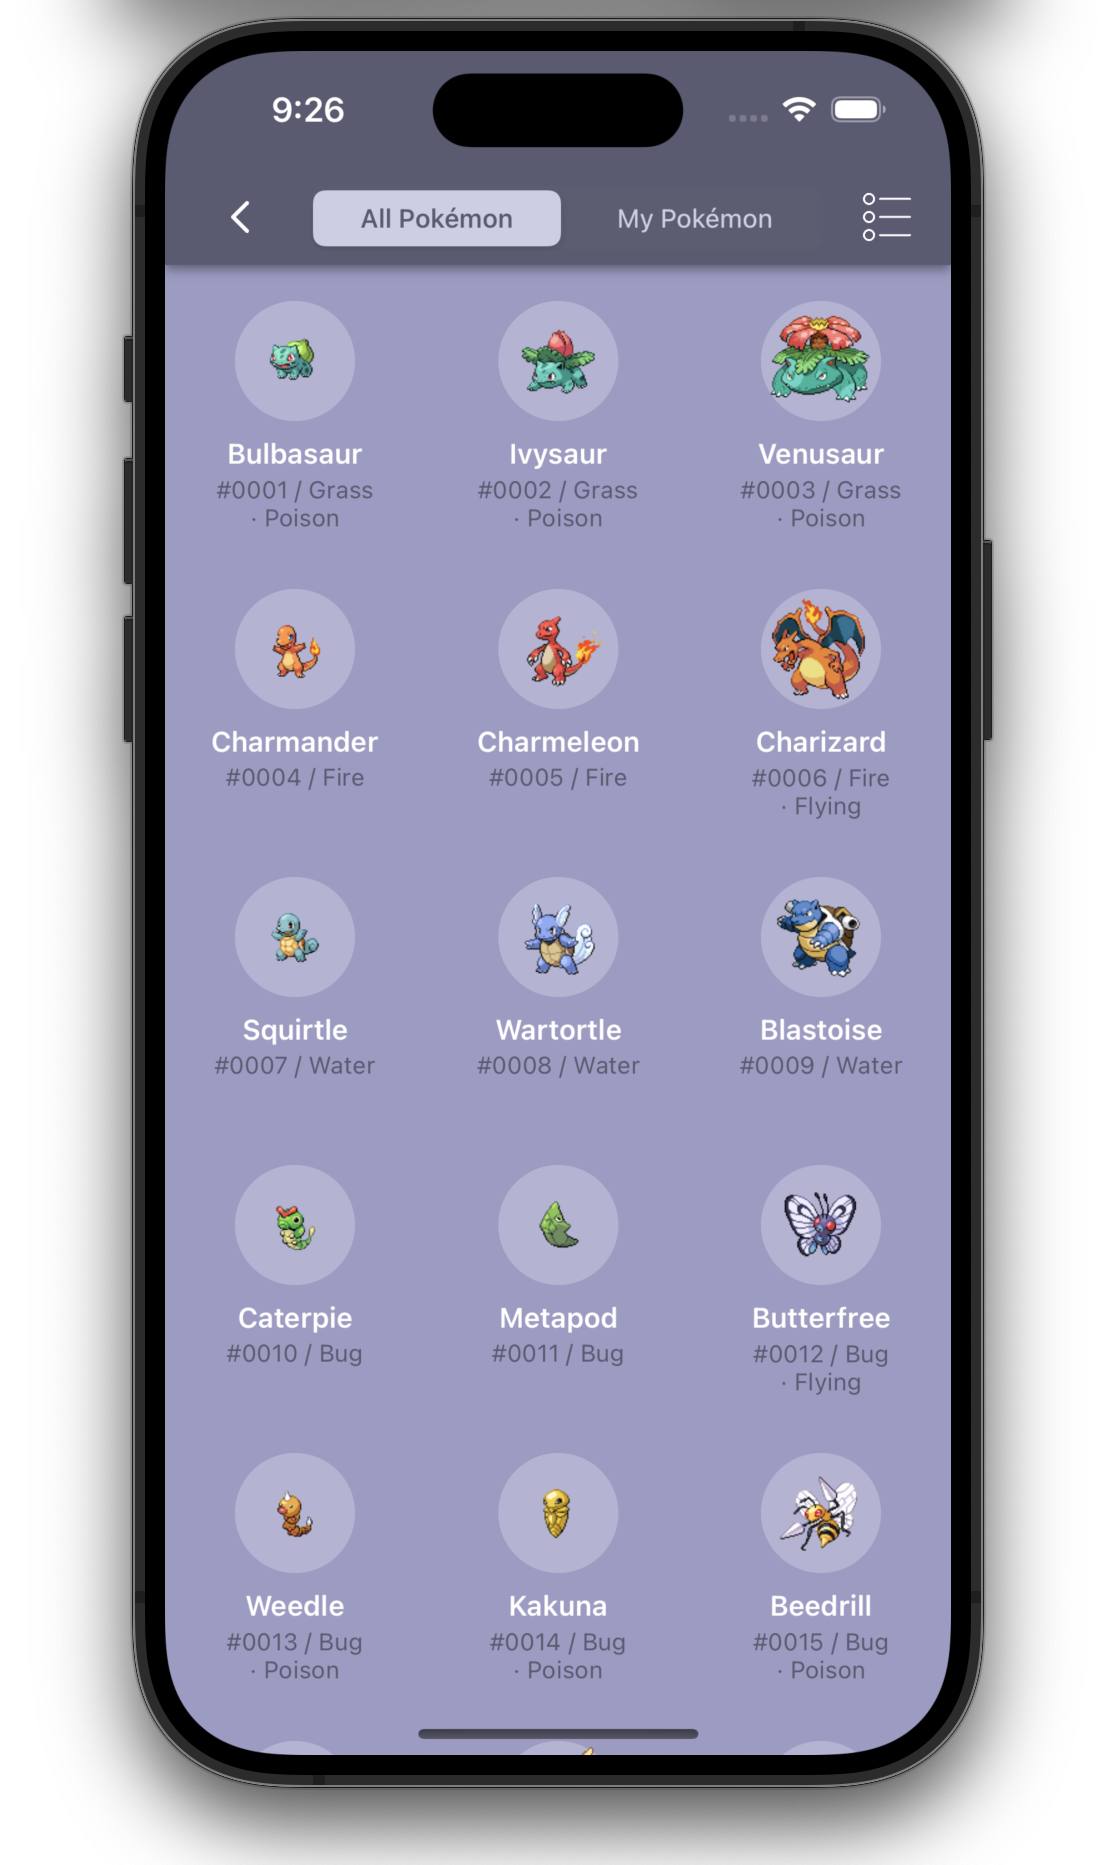 9:26
All Pokémon
My Pokémon
Bulbasaur
#0001 / Grass
· Poison
Ivysaur
#0002 / Grass
· Poison
Venusaur
#0003 / Grass
· Poison
Charmander
#0004 / Fire
Charmeleon
#0005 / Fire
Charizard
#0006 / Fire
· Flying
Squirtle
#0007 / Water
Wartortle
#0008 / Water
Blastoise
#0009 / Water
Caterpie
#0010 / Bug
Metapod
#0011 / Bug
Butterfree
#0012 / Bug
· Flying
Weedle
#0013 / Bug
· Poison
Kakuna
#0014 / Bug
· Poison
Beedrill
#0015 / Bug
· Poison